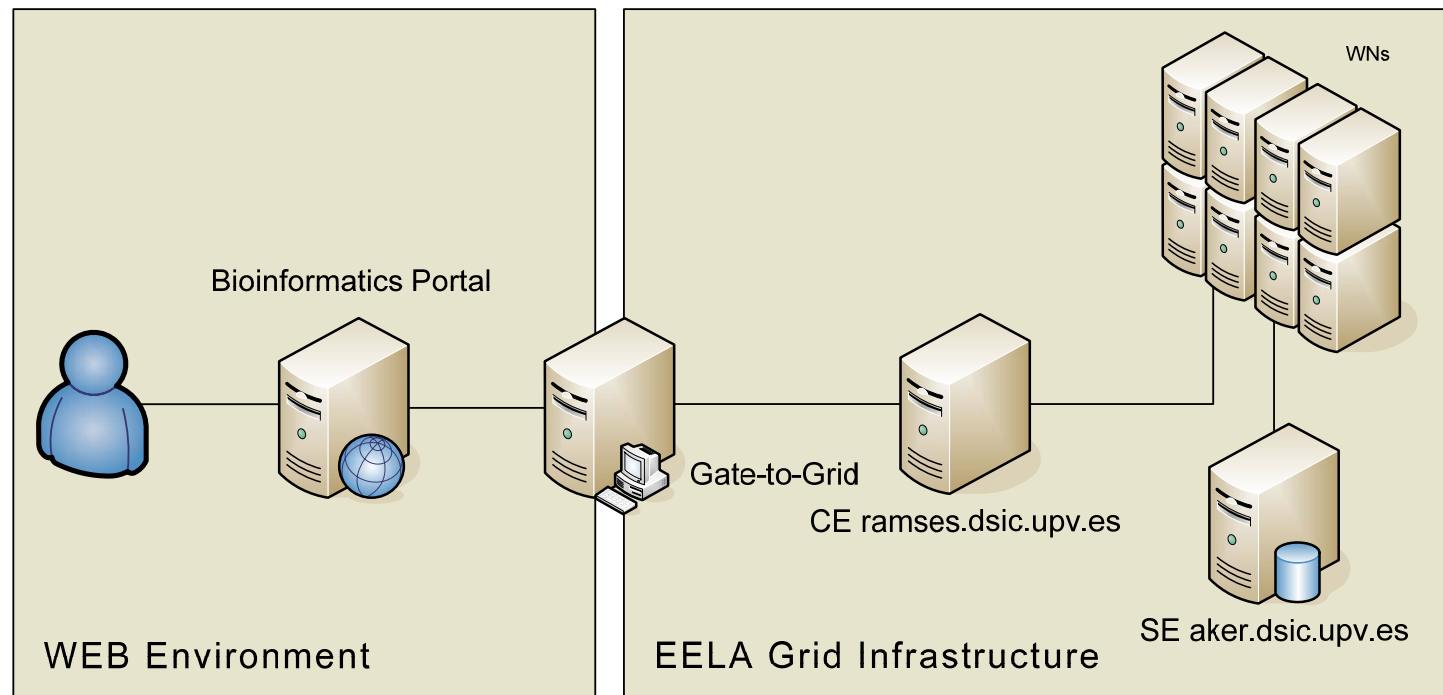 WNs
Bioinformatics Portal
Gate-to-Grid
CE ramses.dsic.upv.es
SE aker.dsic.upv.es
WEB Environment
EELA Grid Infrastructure